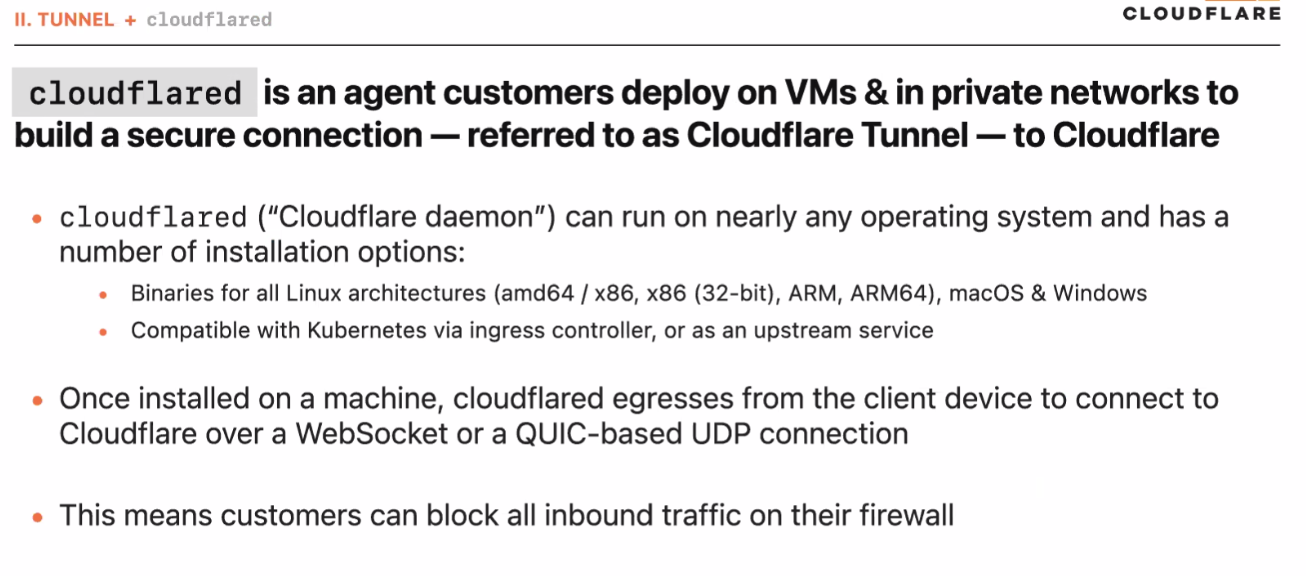 II. TUNNEL + cloudflared
CLOUDFLARE
cloudflared is an agent customers deploy on VMs & in private networks to
build a secure connection — referred to as Cloudflare Tunnel — to Cloudflare
• cloudflared (“Cloudflare daemon”) can run on nearly any operating system and has a
number of installation options:
• Binaries for all Linux architectures (amd64 / x86, x86 (32-bit), ARM, ARM64), macOS & Windows
• Compatible with Kubernetes via ingress controller, or as an upstream service
• Once installed on a machine, cloudflared egresses from the client device to connect to
Cloudflare over a WebSocket or a QUIC-based UDP connection
• This means customers can block all inbound traffic on their firewall